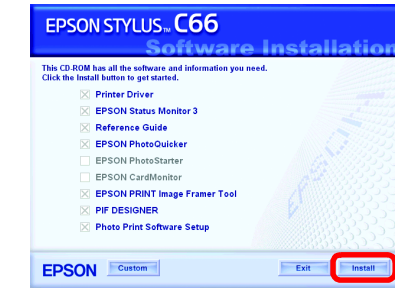 EPSON STYLUS™ C66
Software Installation
This CD-ROM has all the software and information you need.
Click the Install button to get started.
Printer Driver
EPSON Status Monitor 3
Reference Guide
EPSON PhotoQuicker
EPSON PhotoStarter
EPSON CardMonitor
EPSON PRINT Image Framer Tool
PIF DESIGNER
Photo Print Software Setup
EPSON
EPSON Custom Exit Install